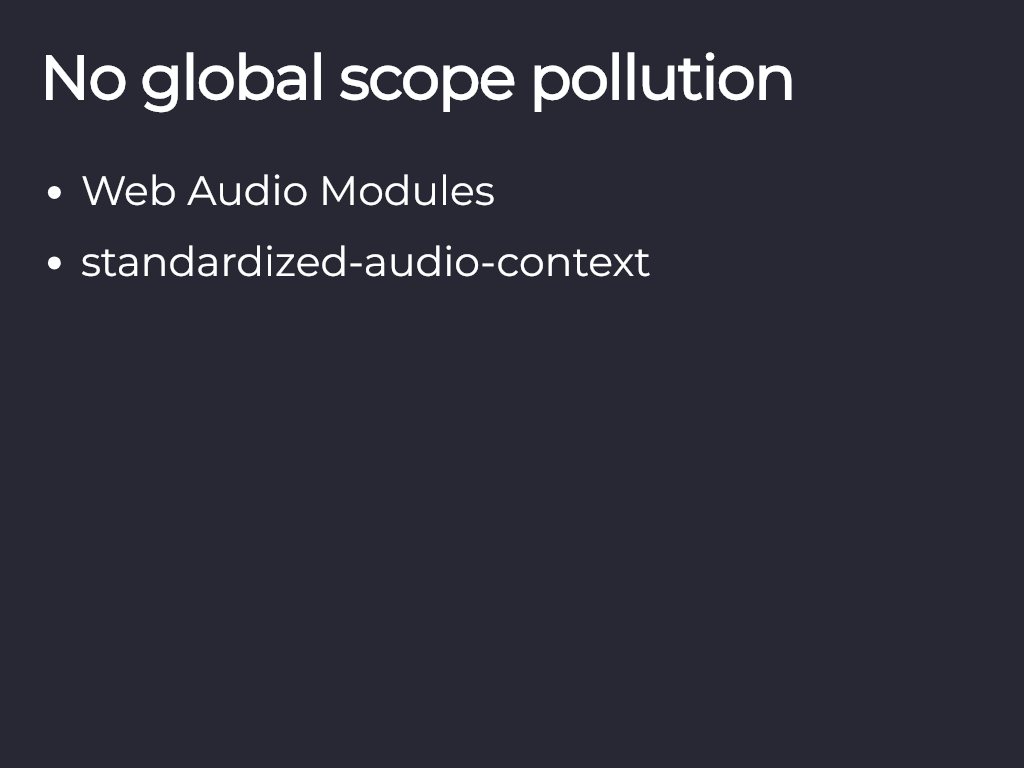 No global scope pollution
• Web Audio Modules
• standardized-audio-context